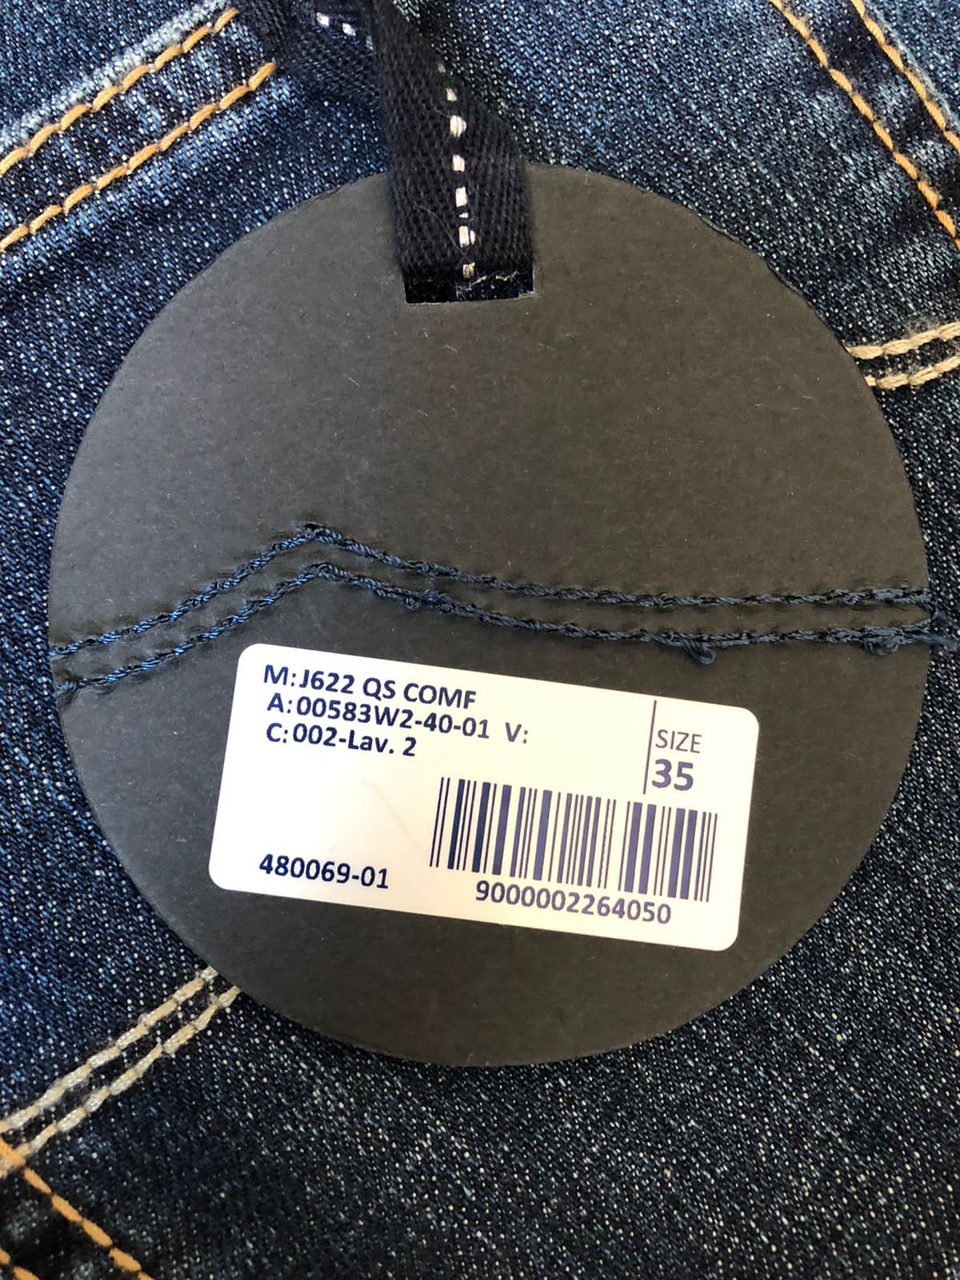 M:J622 QS COMF
A:00583W2-40-01 V:
C:002-Lav. 2
SIZE
35
480069-01
9000002264050